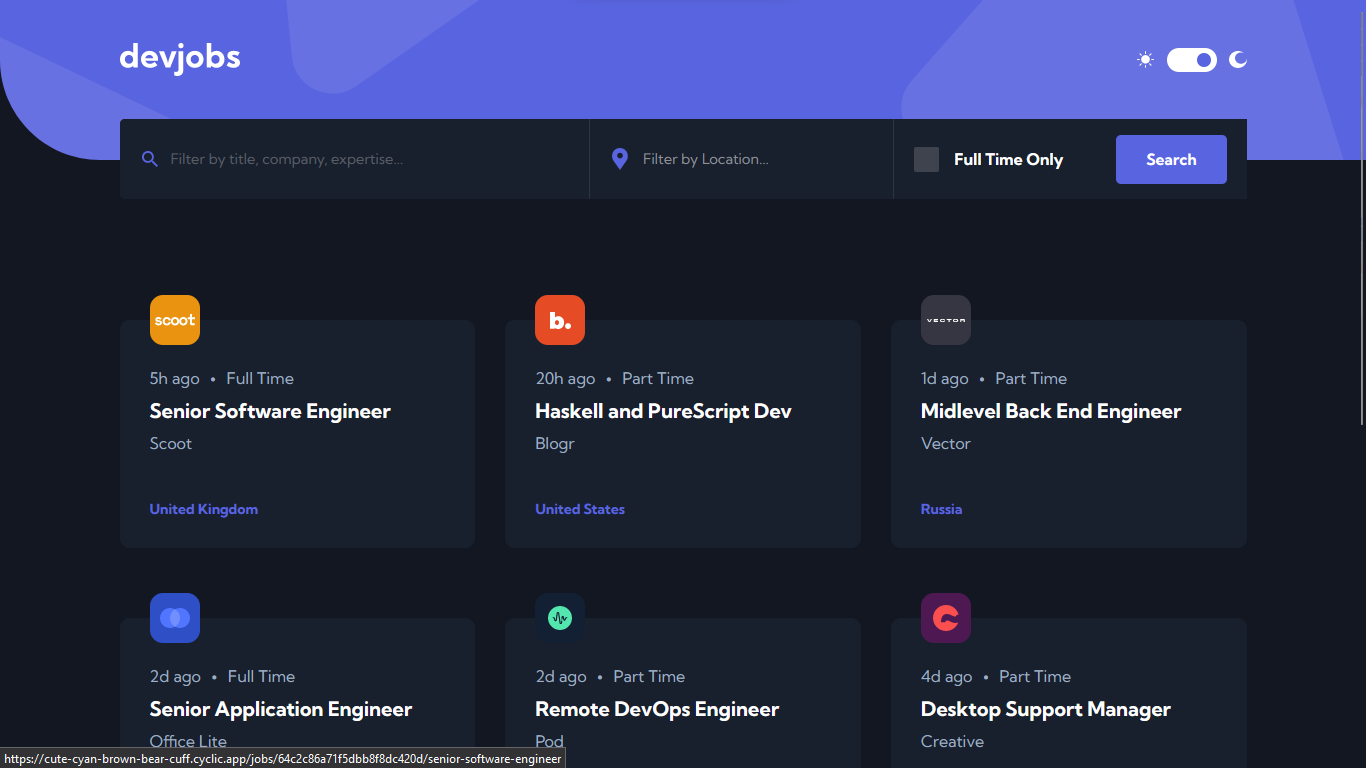 devjobs
Filter by title, company, expertise...
Filter by Location...
Full Time Only
Search
scoot
b.
VECTOR
5h ago • Full Time
Senior Software Engineer
Scoot
United Kingdom
20h ago • Part Time
Haskell and PureScript Dev
Blogr
United States
1d ago • Part Time
Midlevel Back End Engineer
Vector
Russia
2d ago • Full Time
Senior Application Engineer
Office Lite
2d ago • Part Time
Remote DevOps Engineer
Pod
4d ago • Part Time
Desktop Support Manager
Creative
https://cute-cyan-brown-bear-cuff.cyclic.app/jobs/64c2c86a71f5dbb8f8dc420d/senior-software-engineer